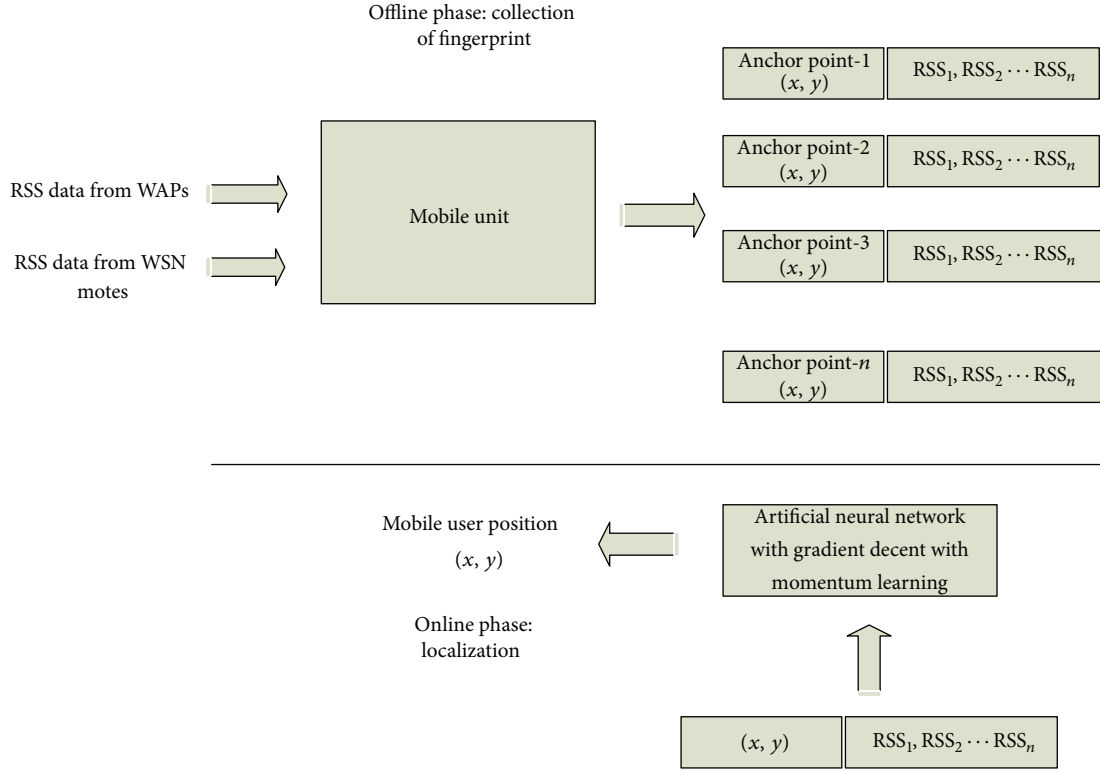 Offline phase: collection
of fingerprint
RSS data from WAPs
RSS data from WSN
motes
Mobile unit
Anchor point-1
(x, y)
RSS₁, RSS₂ ⋯ RSSₙ
Anchor point-2
(x, y)
RSS₁, RSS₂ ⋯ RSSₙ
Anchor point-3
(x, y)
RSS₁, RSS₂ ⋯ RSSₙ
Anchor point-n
(x, y)
RSS₁, RSS₂ ⋯ RSSₙ
Mobile user position
(x, y)
Artificial neural network
with gradient decent with
momentum learning
Online phase:
localization
(x, y)
RSS₁, RSS₂ ⋯ RSSₙ